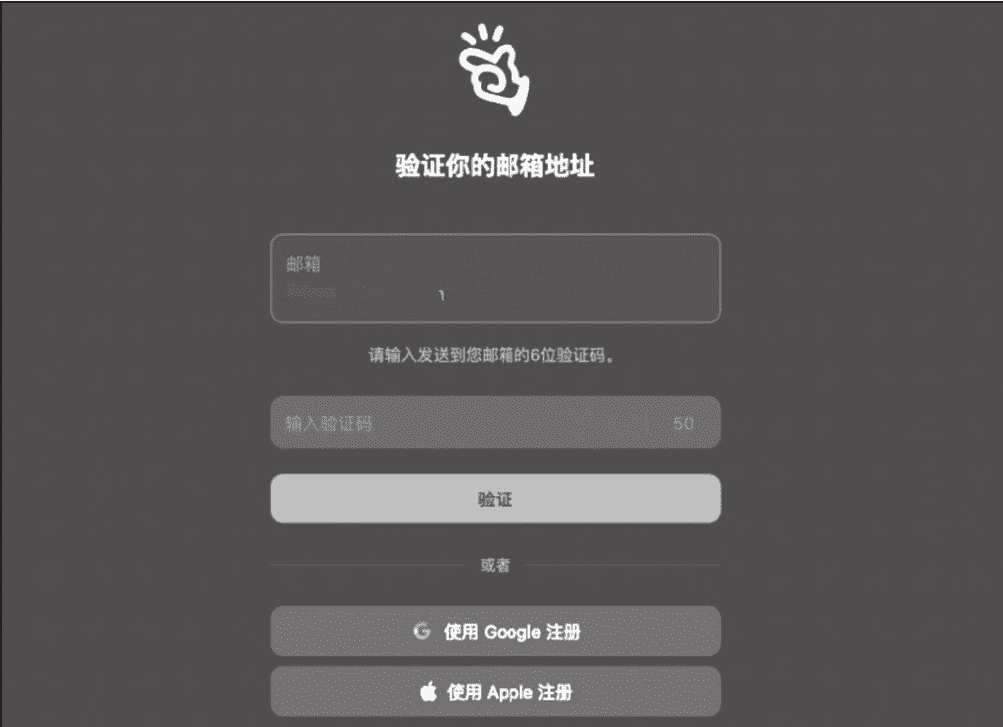 验证你的邮箱地址
邮箱
请输入发送到您邮箱的6位验证码。
输入验证码 50
验证
或者
使用 Google 注册
使用 Apple 注册